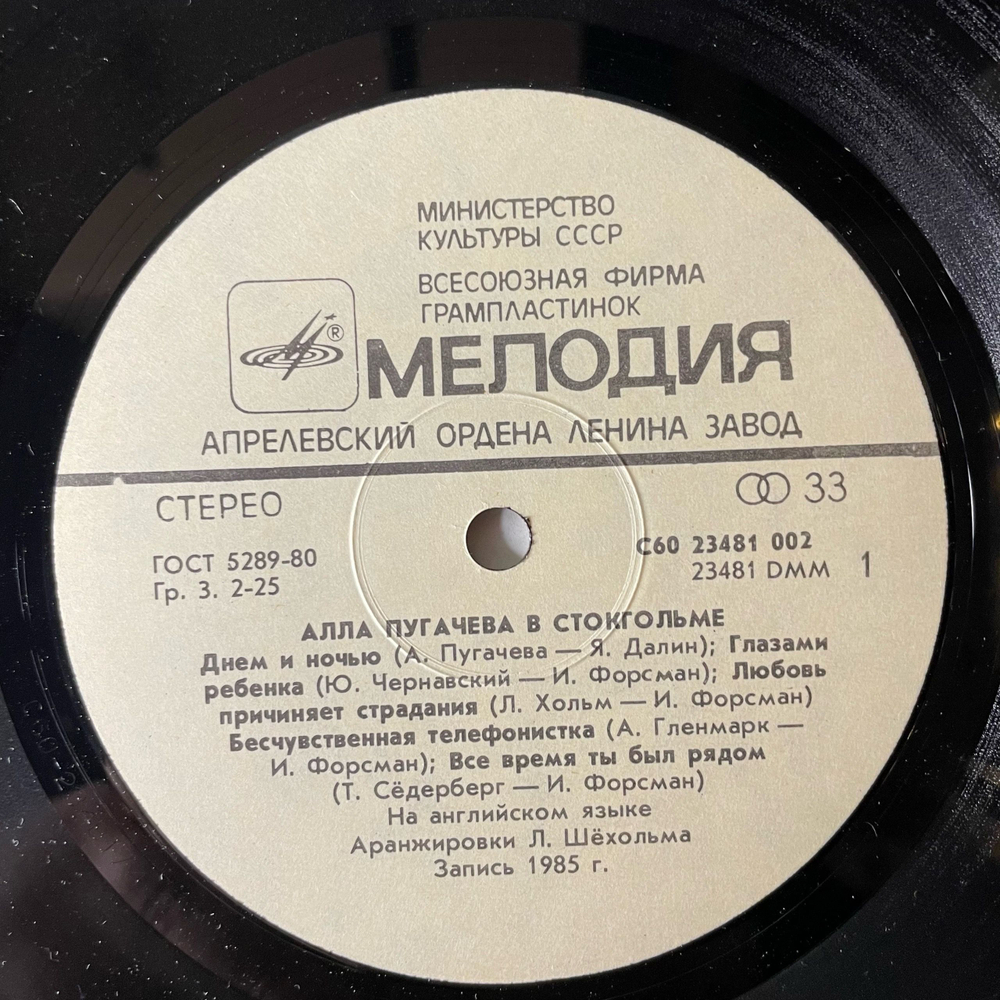 МИНИСТЕРСТВО
КУЛЬТУРЫ СССР
ВСЕСОЮЗНАЯ ФИРМА
ГРАМПЛАСТИНОК
®
МЕЛОДИЯ
АПРЕЛЕВСКИЙ ОРДЕНА ЛЕНИНА ЗАВОД
СТЕРЕО
33
ГОСТ 5289-80
Гр. 3. 2-25
С60 23481 002
23481 DMM
1
АЛЛА ПУГАЧЕВА В СТОКГОЛЬМЕ
Днем и ночью (А. Пугачева — Я. Далин); Глазами
ребенка (Ю. Чернавский — И. Форсман); Любовь
причиняет страдания (Л. Хольм — И. Форсман)
Бесчувственная телефонистка (А. Гленмарк —
И. Форсман); Все время ты был рядом
(Т. Сёдерберг — И. Форсман)
На английском языке
Аранжировки Л. Шёхольма
Запись 1985 г.